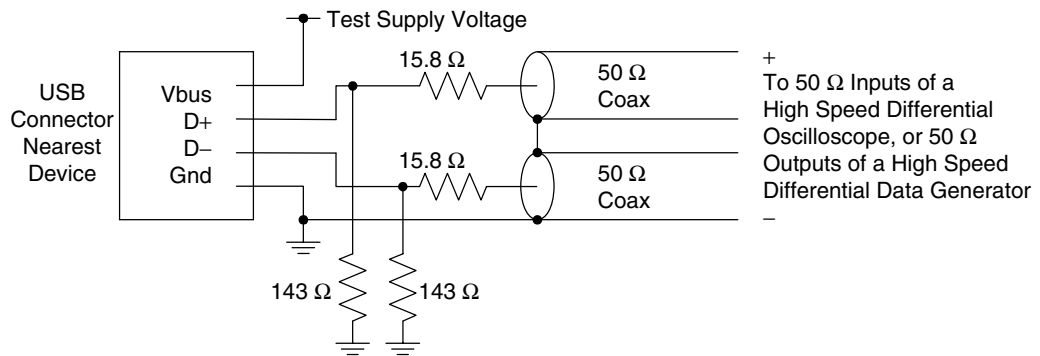 Test Supply Voltage
USB
Connector
Nearest
Device
Vbus
D+
D−
Gnd
15.8 Ω
50 Ω
Coax
15.8 Ω
50 Ω
Coax
+
To 50 Ω Inputs of a
High Speed Differential
Oscilloscope, or 50 Ω
Outputs of a High Speed
Differential Data Generator
−
143 Ω
143 Ω